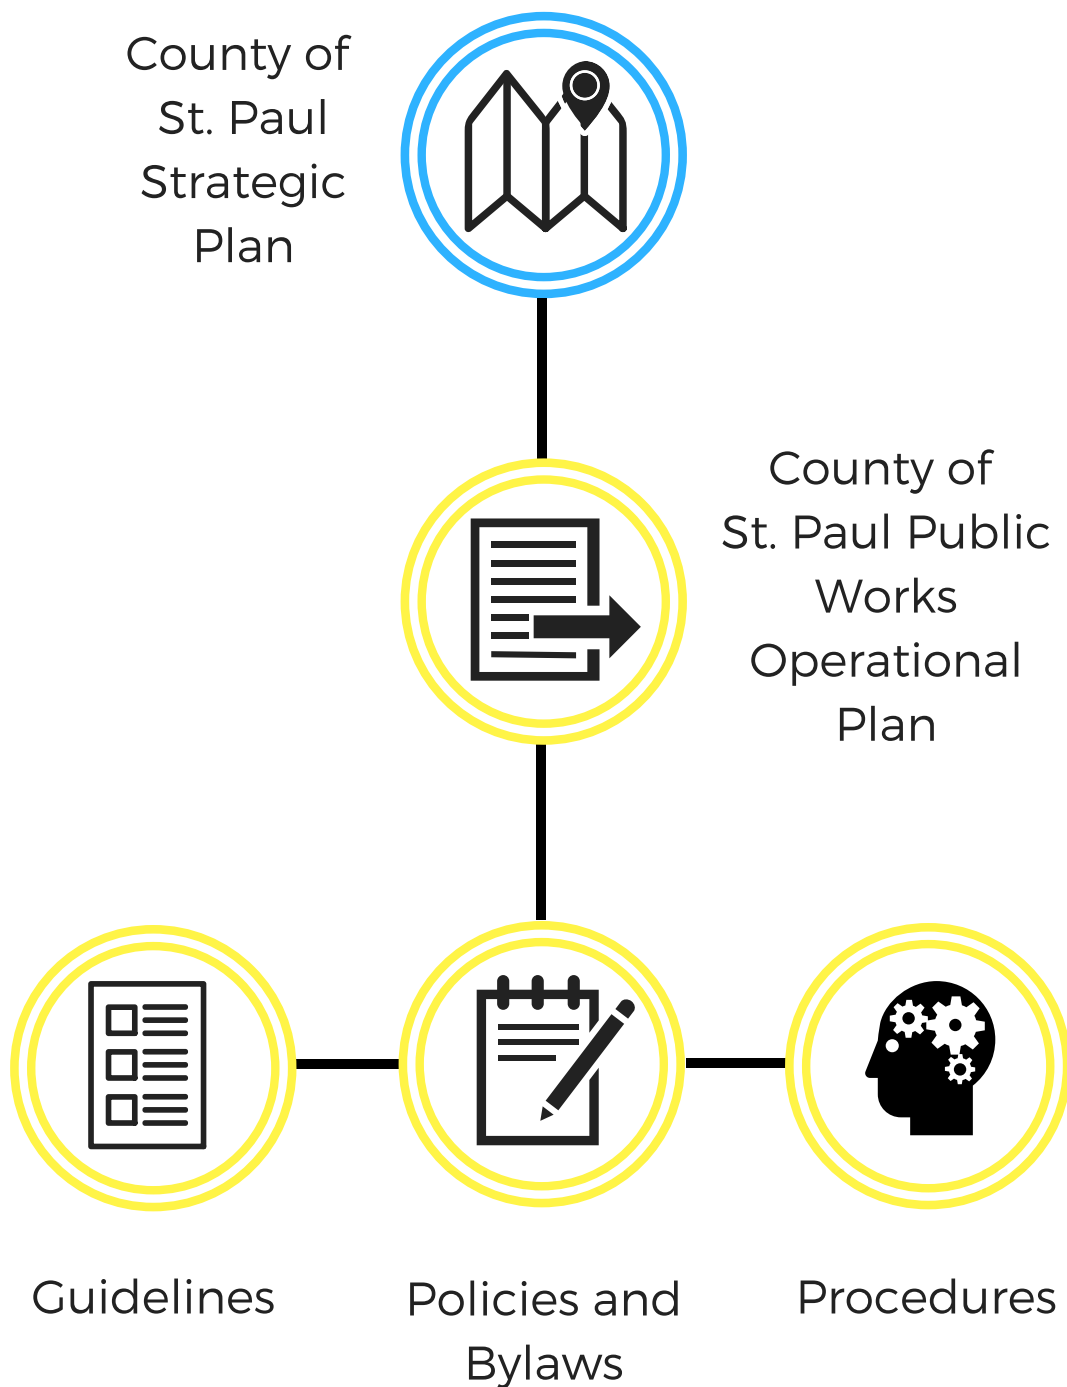 County of
St. Paul
Strategic
Plan
County of
St. Paul Public
Works
Operational
Plan
Guidelines
Policies and
Bylaws
Procedures